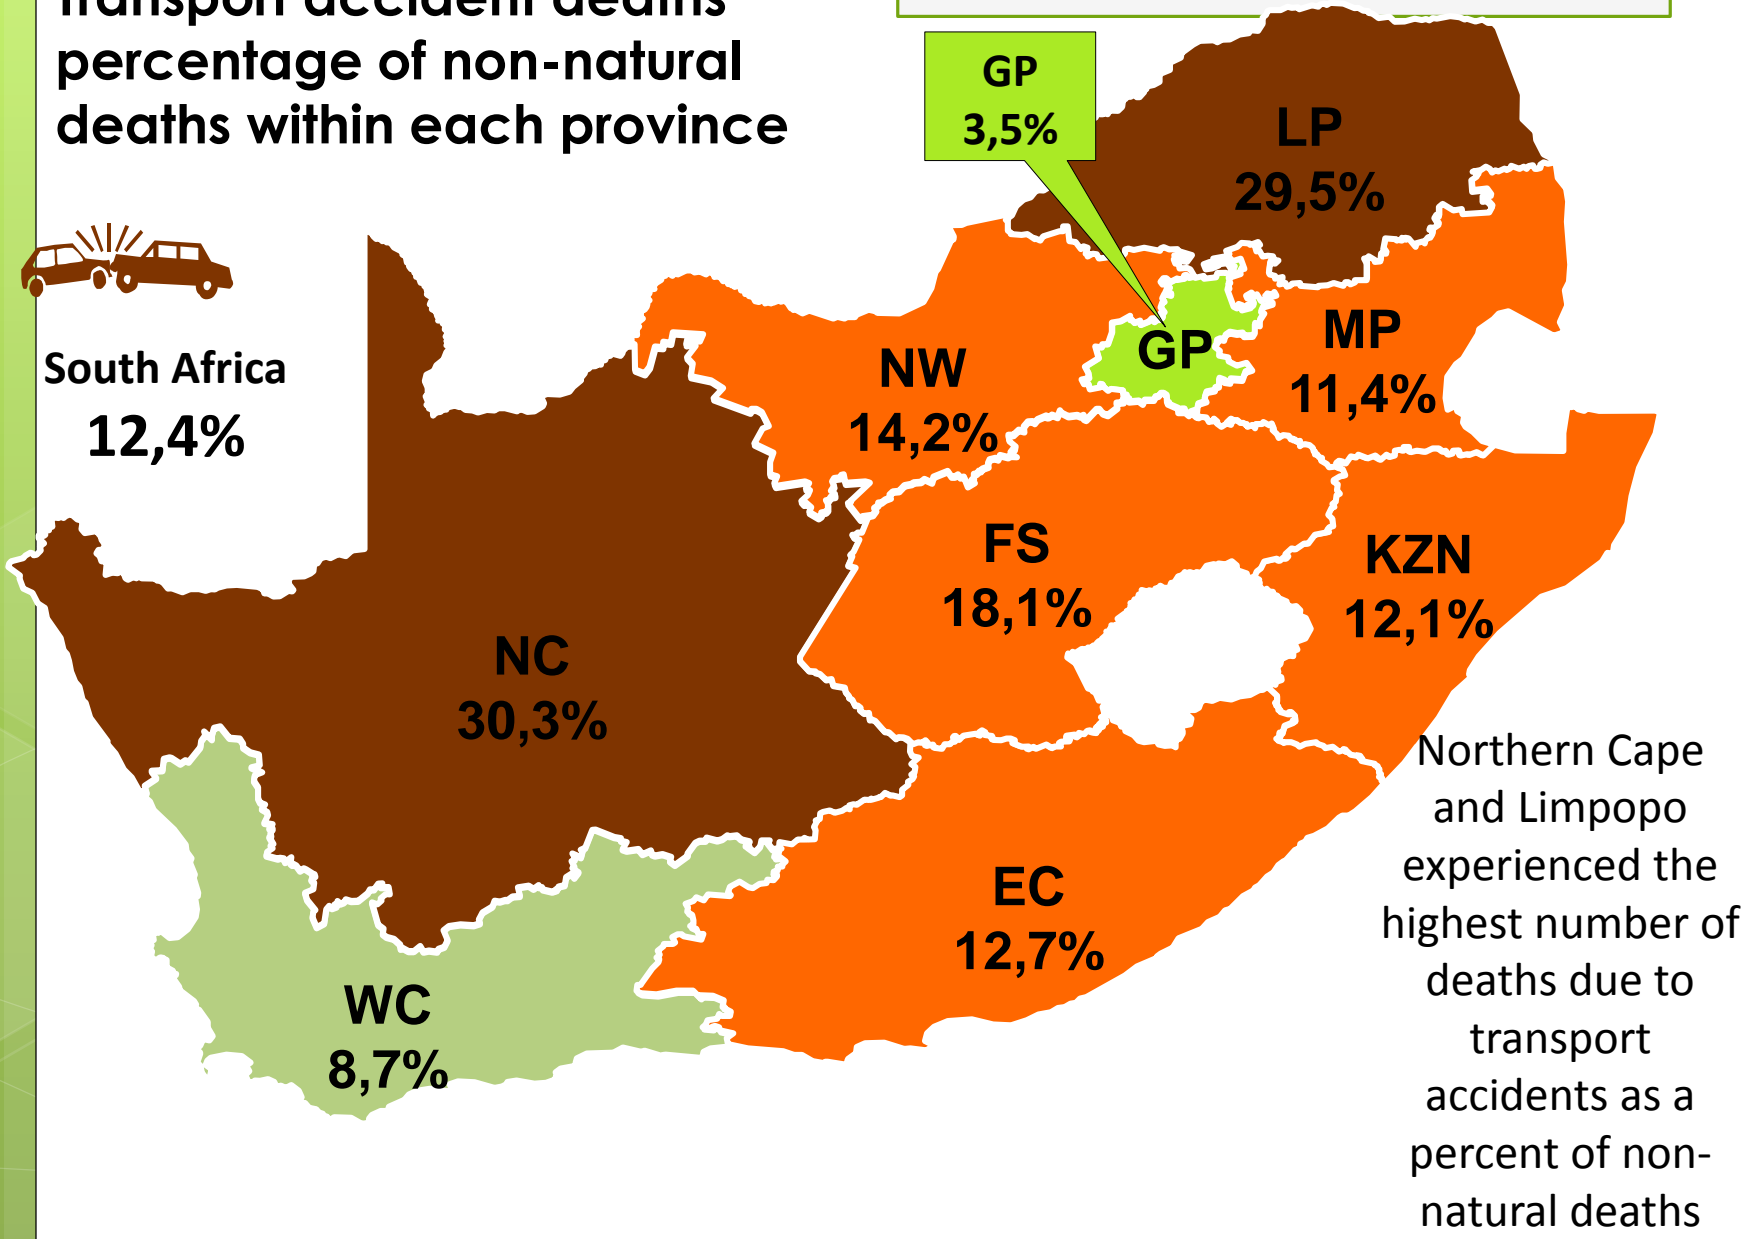 Transport accident deaths
percentage of non-natural
deaths within each province
GP
3,5%
LP
29,5%
South Africa
12,4%
NW
14,2%
GP
MP
11,4%
FS
18,1%
KZN
12,1%
NC
30,3%
EC
12,7%
WC
8,7%
Northern Cape
and Limpopo
experienced the
highest number of
deaths due to
transport
accidents as a
percent of non-
natural deaths